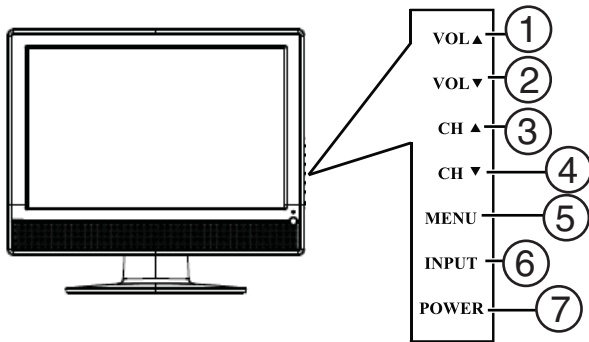 VOL▲ 1
VOL▼ 2
CH ▲ 3
CH ▼ 4
MENU 5
INPUT 6
POWER 7